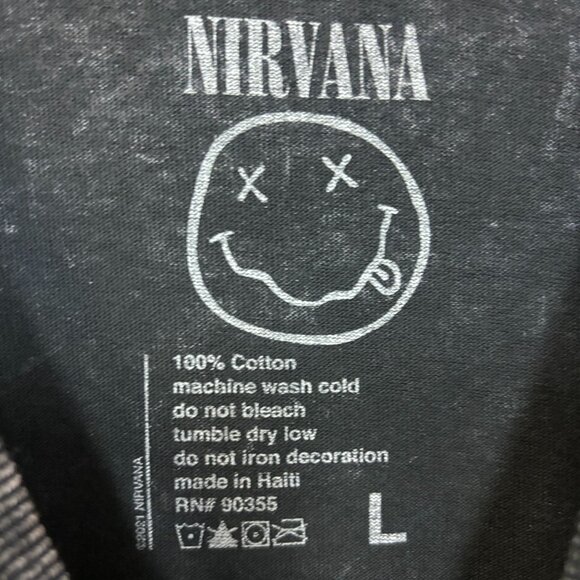 NIRVANA
100% Cotton
machine wash cold
do not bleach
tumble dry low
do not iron decoration
made in Haiti
RN# 90355
L
©2021 NIRVANA